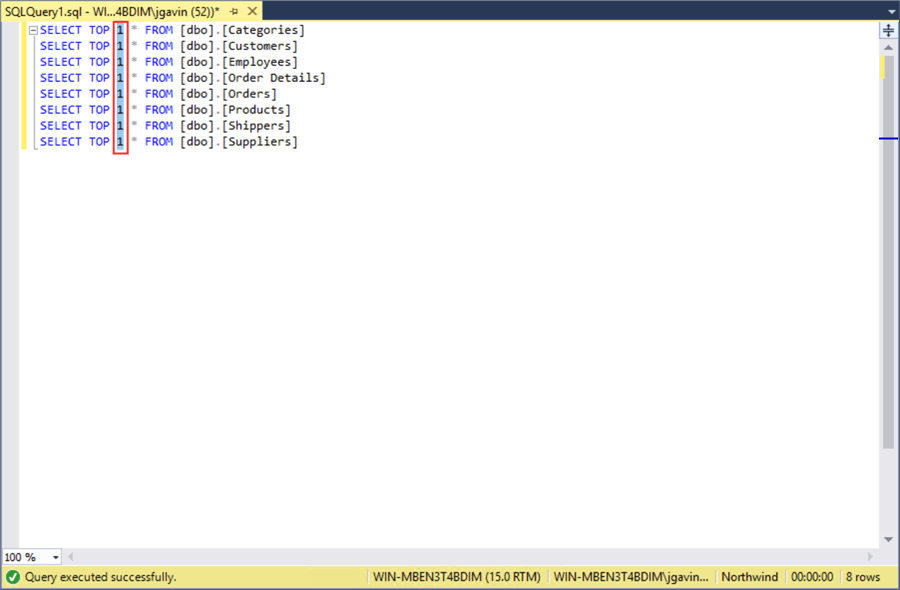 SQLQuery1.sql - WI...4BDIM\jgavin (52))*
SELECT TOP 1 * FROM [dbo].[Categories]
SELECT TOP 1 * FROM [dbo].[Customers]
SELECT TOP 1 * FROM [dbo].[Employees]
SELECT TOP 1 * FROM [dbo].[Order Details]
SELECT TOP 1 * FROM [dbo].[Orders]
SELECT TOP 1 * FROM [dbo].[Products]
SELECT TOP 1 * FROM [dbo].[Shippers]
SELECT TOP 1 * FROM [dbo].[Suppliers]
100 %
Query executed successfully. WIN-MBEN3T4BDIM (15.0 RTM) WIN-MBEN3T4BDIM\jgavin... Northwind 00:00:00 8 rows